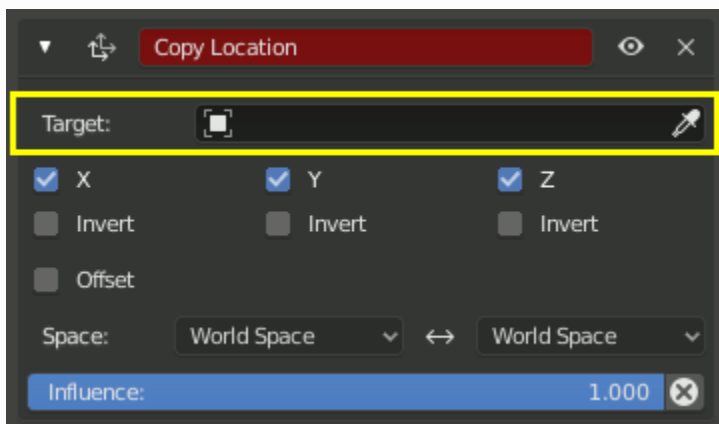 Copy Location
Target:
X Y Z
Invert Invert Invert
Offset
Space: World Space World Space
Influence: 1.000